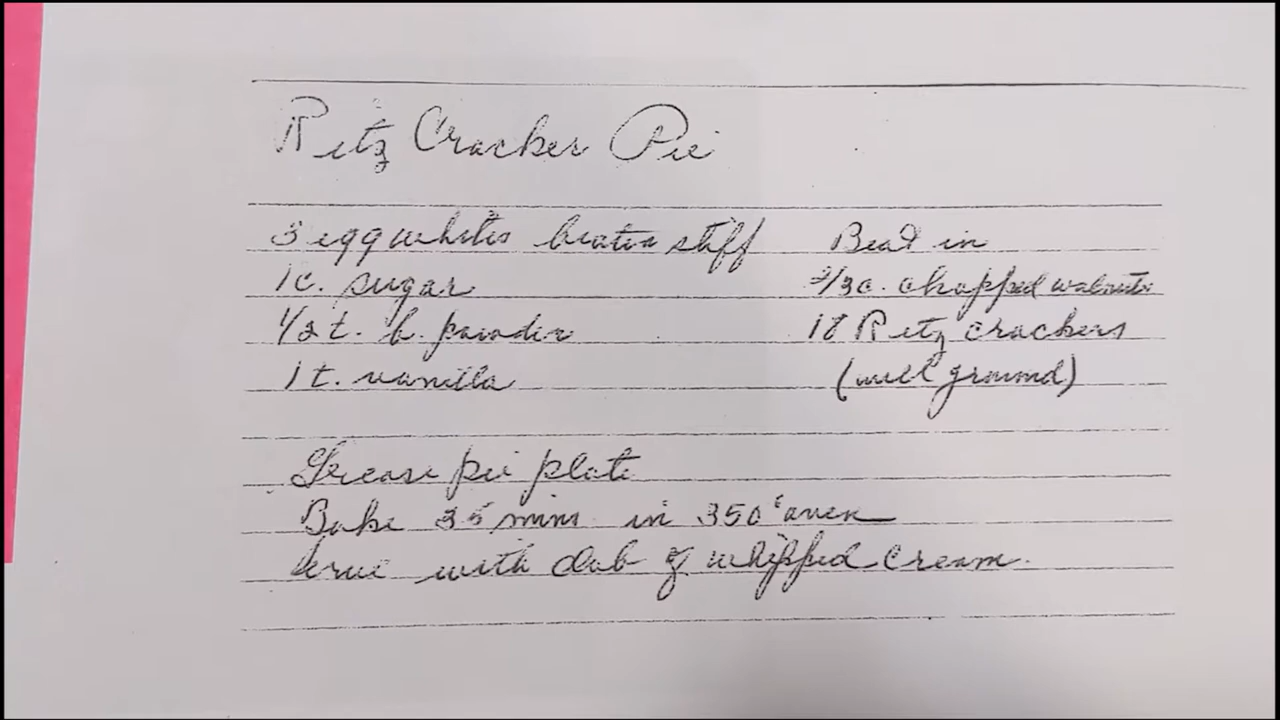 Ritz Cracker Pie
3 egg whites beaten stiff
1 c. sugar
1/2 t. b. powder
1 t. vanilla
Beat in
2/3 c. chopped walnuts
18 Ritz crackers
(well ground)
Grease pie plate
Bake 35 mins in 350° oven
Serve with dab of whipped cream.